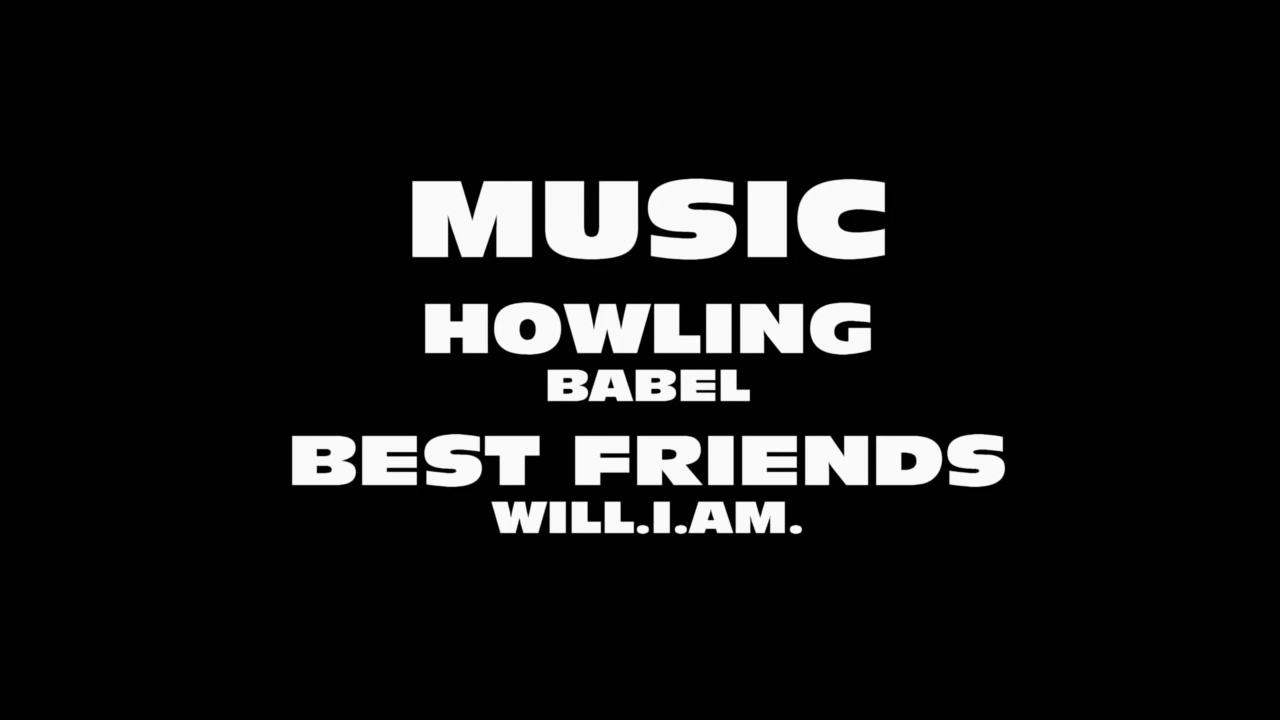 MUSIC
HOWLING
BABEL
BEST FRIENDS
WILL.I.AM.